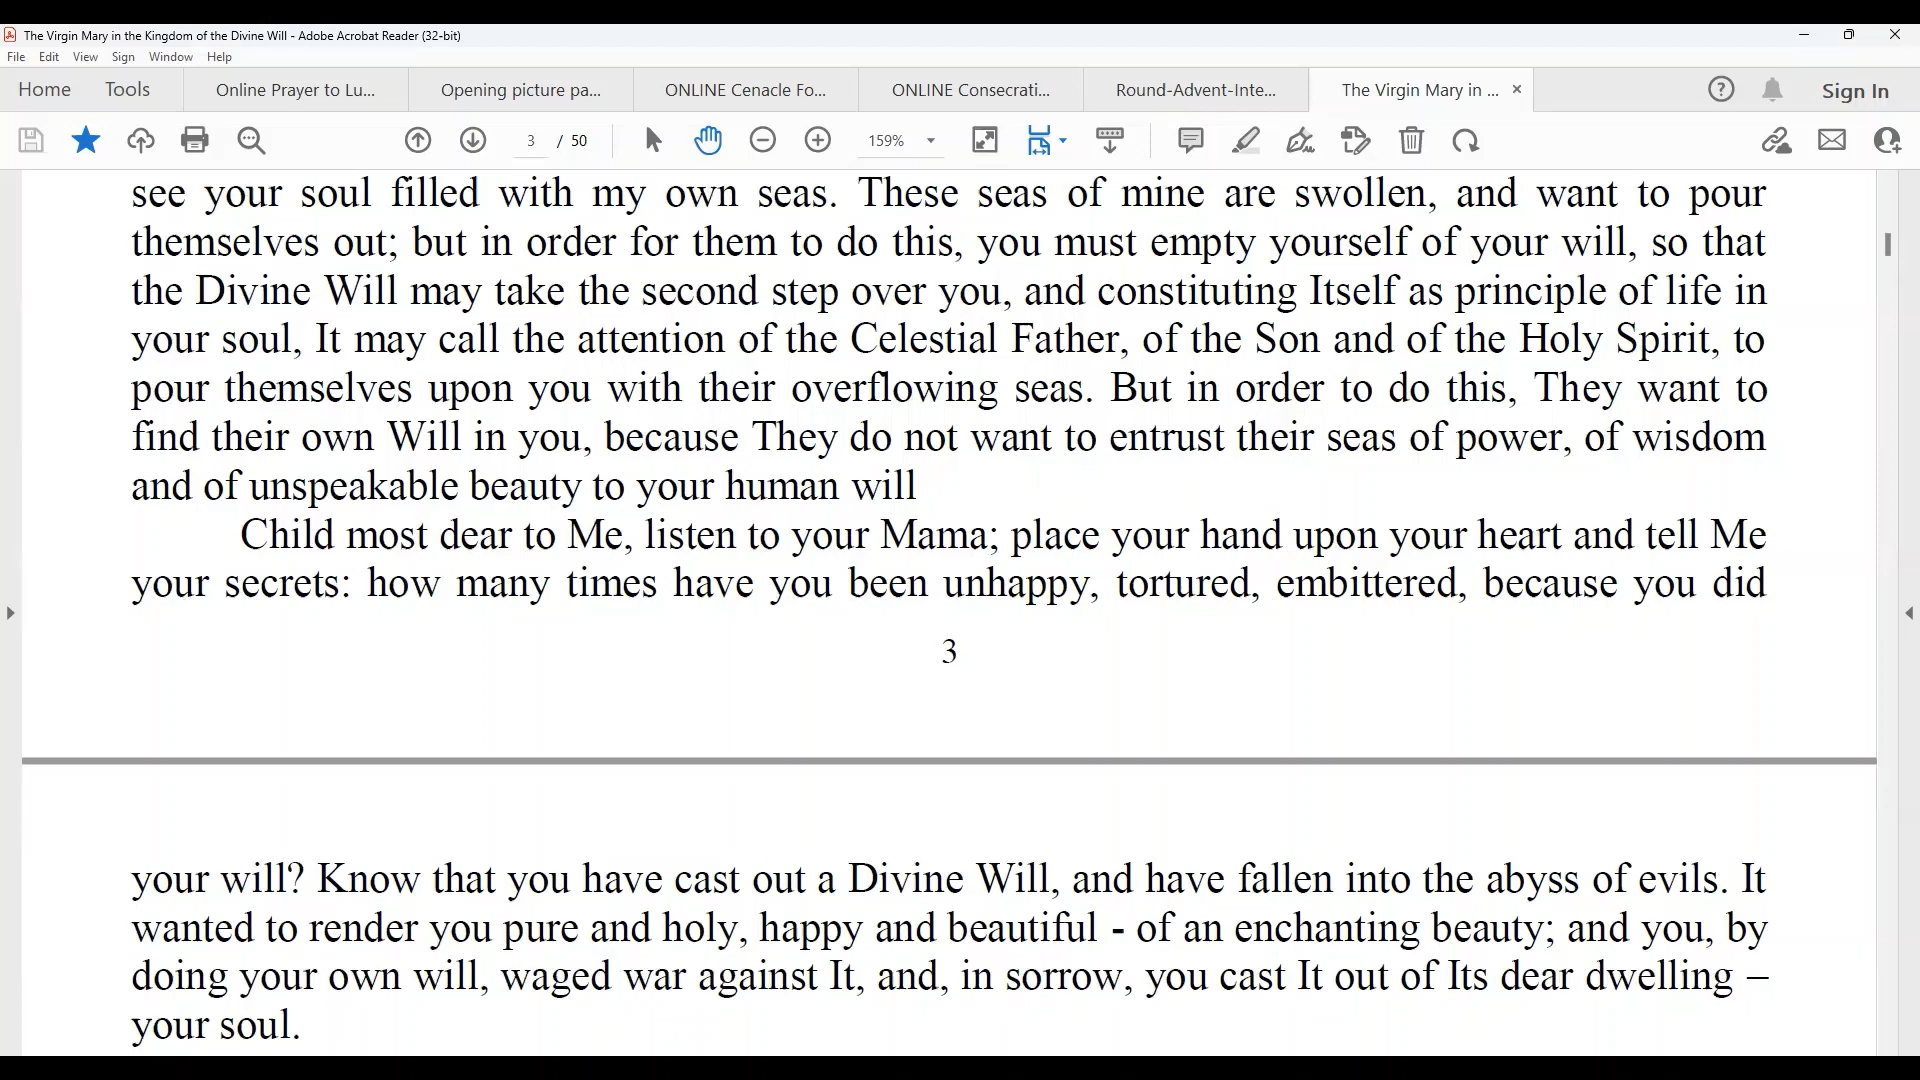 The Virgin Mary in the Kingdom of the Divine Will - Adobe Acrobat Reader (32-bit)
File Edit View Sign Window Help
Home Tools Online Prayer to Lu... Opening picture pa... ONLINE Cenacle Fo... ONLINE Consecrati... Round-Advent-Inte... The Virgin Mary in ... × Sign In
3 / 50 159%
see your soul filled with my own seas. These seas of mine are swollen, and want to pour
themselves out; but in order for them to do this, you must empty yourself of your will, so that
the Divine Will may take the second step over you, and constituting Itself as principle of life in
your soul, It may call the attention of the Celestial Father, of the Son and of the Holy Spirit, to
pour themselves upon you with their overflowing seas. But in order to do this, They want to
find their own Will in you, because They do not want to entrust their seas of power, of wisdom
and of unspeakable beauty to your human will
Child most dear to Me, listen to your Mama; place your hand upon your heart and tell Me
your secrets: how many times have you been unhappy, tortured, embittered, because you did
3
your will? Know that you have cast out a Divine Will, and have fallen into the abyss of evils. It
wanted to render you pure and holy, happy and beautiful - of an enchanting beauty; and you, by
doing your own will, waged war against It, and, in sorrow, you cast It out of Its dear dwelling –
your soul.